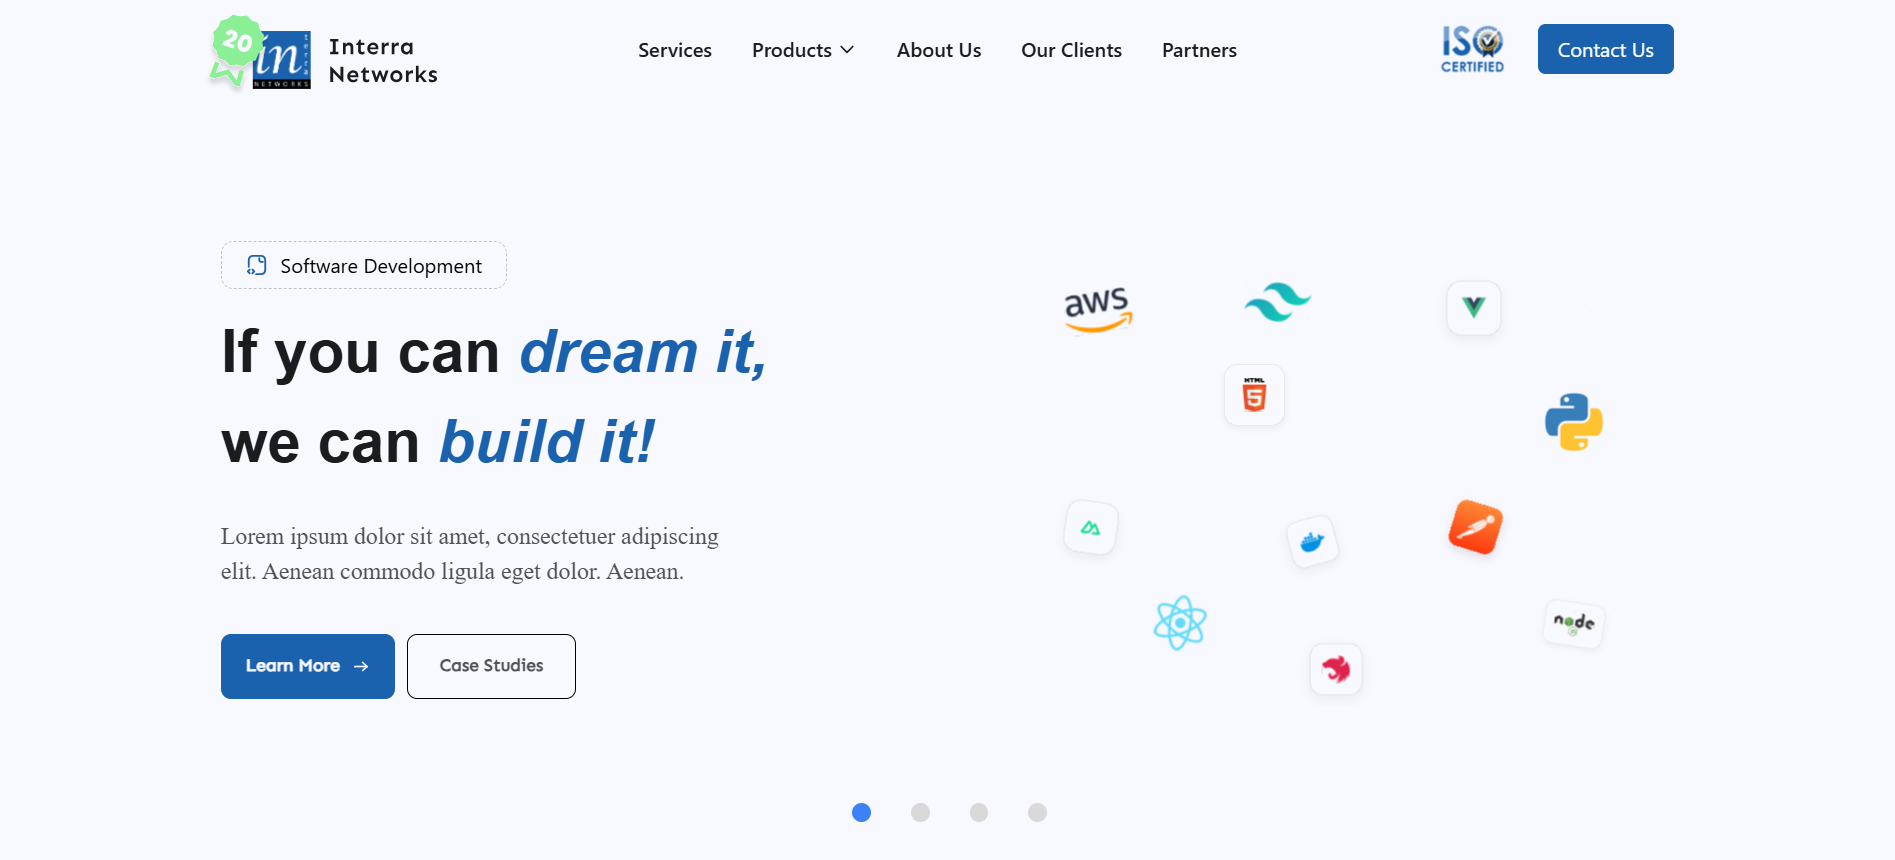 20
in
terra
NETWORKS
Interra
Networks
Services
Products
About Us
Our Clients
Partners
ISO
CERTIFIED
Contact Us
Software Development
If you can dream it,
we can build it!
Lorem ipsum dolor sit amet, consectetuer adipiscing
elit. Aenean commodo ligula eget dolor. Aenean.
Learn More →
Case Studies
aws
HTML
5
node